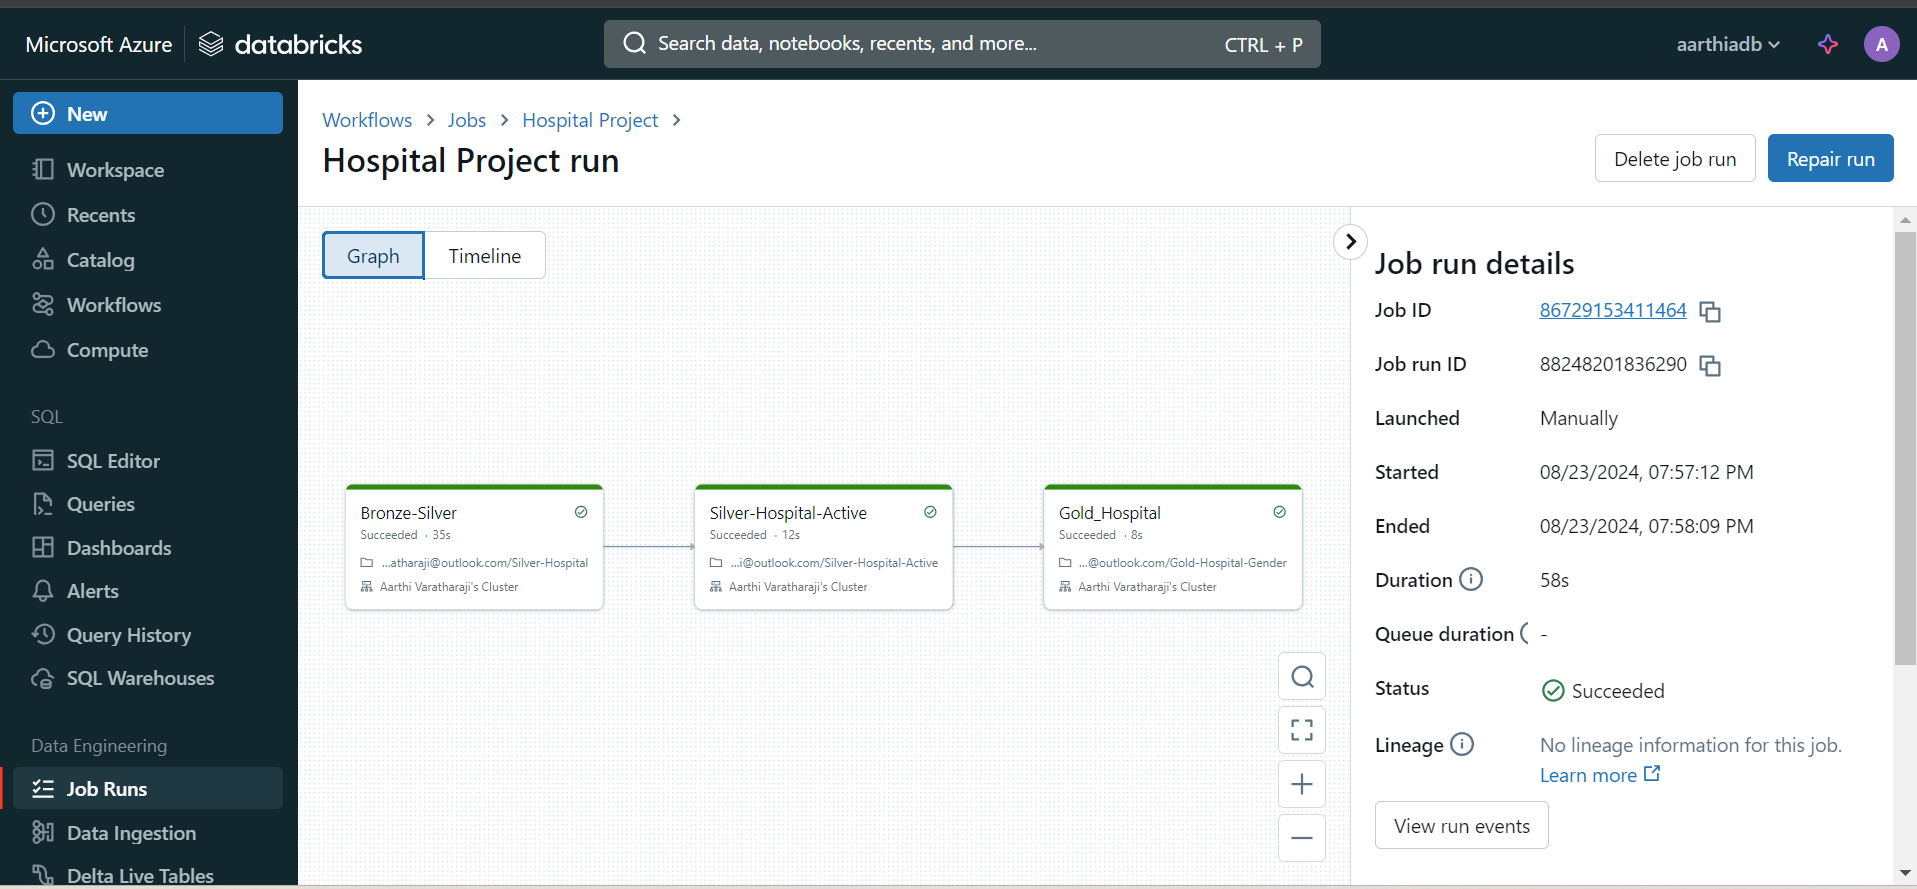 Microsoft Azure databricks
Search data, notebooks, recents, and more... CTRL + P
aarthiadb
A
New
Workspace
Recents
Catalog
Workflows
Compute
SQL
SQL Editor
Queries
Dashboards
Alerts
Query History
SQL Warehouses
Data Engineering
Job Runs
Data Ingestion
Delta Live Tables
Workflows > Jobs > Hospital Project >
Hospital Project run
Delete job run
Repair run
Graph
Timeline
Bronze-Silver
Succeeded · 35s
...atharaji@outlook.com/Silver-Hospital
Aarthi Varatharaji's Cluster
Silver-Hospital-Active
Succeeded · 12s
...i@outlook.com/Silver-Hospital-Active
Aarthi Varatharaji's Cluster
Gold_Hospital
Succeeded · 8s
...@outlook.com/Gold-Hospital-Gender
Aarthi Varatharaji's Cluster
Job run details
Job ID 86729153411464
Job run ID 88248201836290
Launched Manually
Started 08/23/2024, 07:57:12 PM
Ended 08/23/2024, 07:58:09 PM
Duration 58s
Queue duration -
Status Succeeded
Lineage No lineage information for this job.
Learn more
View run events